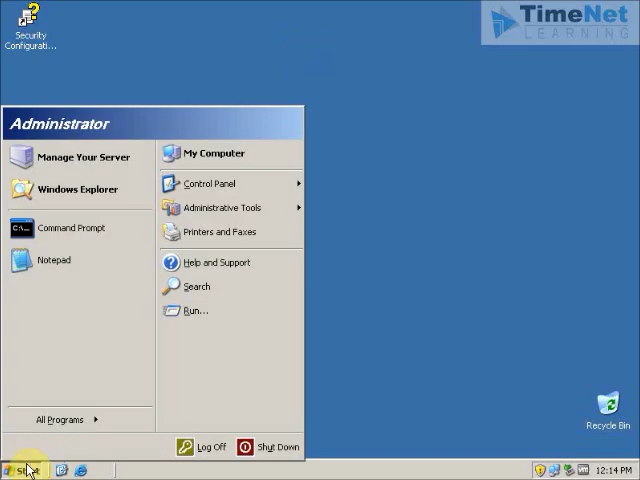 Security
Configurati...
TimeNet
LEARNING
Administrator
Manage Your Server
Windows Explorer
Command Prompt
C:\...
Notepad
All Programs
My Computer
Control Panel
Administrative Tools
Printers and Faxes
Help and Support
Search
Run...
Log Off
Shut Down
Recycle Bin
Start
12:14 PM